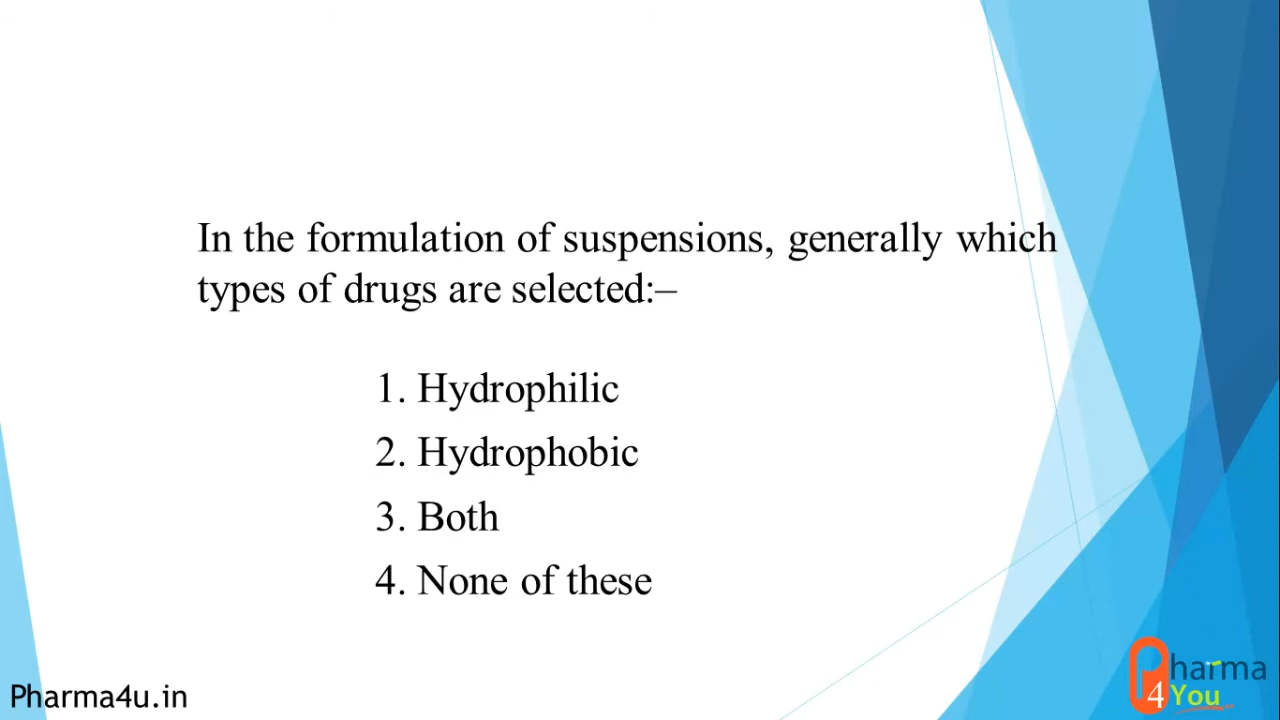 In the formulation of suspensions, generally which
types of drugs are selected:–
1. Hydrophilic
2. Hydrophobic
3. Both
4. None of these
Pharma4u.in
Pharma
4 You